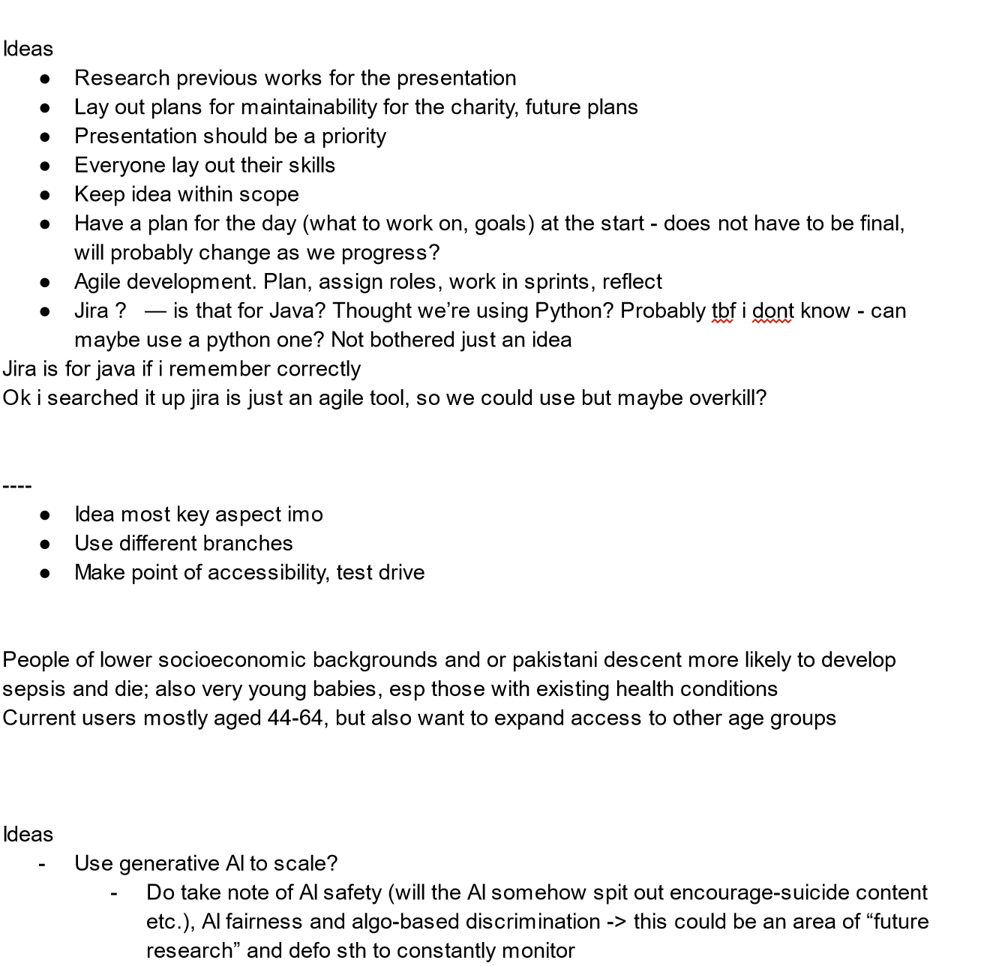 Ideas
● Research previous works for the presentation
● Lay out plans for maintainability for the charity, future plans
● Presentation should be a priority
● Everyone lay out their skills
● Keep idea within scope
● Have a plan for the day (what to work on, goals) at the start - does not have to be final,
will probably change as we progress?
● Agile development. Plan, assign roles, work in sprints, reflect
● Jira ?   — is that for Java? Thought we’re using Python? Probably tbf i dont know - can
maybe use a python one? Not bothered just an idea
Jira is for java if i remember correctly
Ok i searched it up jira is just an agile tool, so we could use but maybe overkill?
----
● Idea most key aspect imo
● Use different branches
● Make point of accessibility, test drive
People of lower socioeconomic backgrounds and or pakistani descent more likely to develop
sepsis and die; also very young babies, esp those with existing health conditions
Current users mostly aged 44-64, but also want to expand access to other age groups
Ideas
- Use generative AI to scale?
- Do take note of AI safety (will the AI somehow spit out encourage-suicide content
etc.), AI fairness and algo-based discrimination -> this could be an area of “future
research” and defo sth to constantly monitor